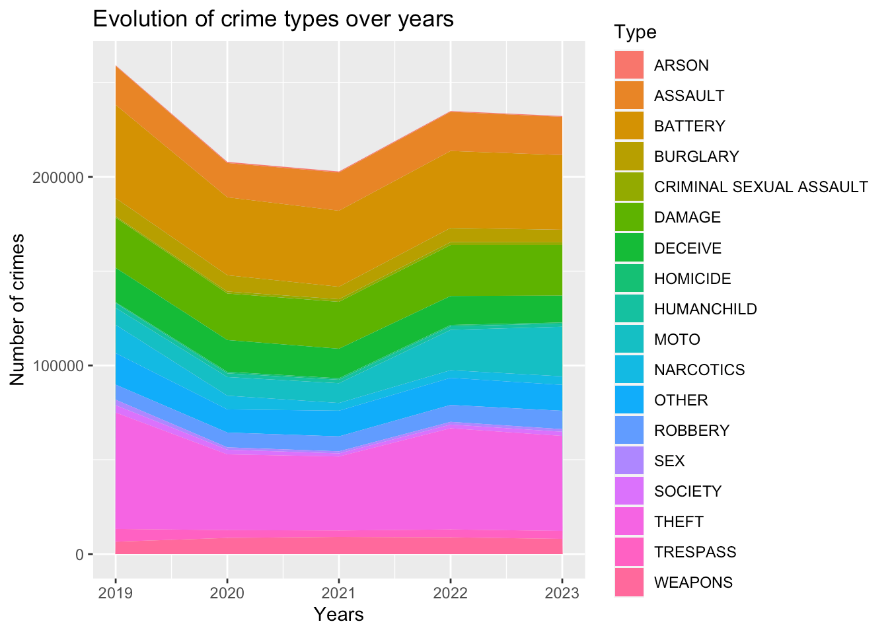 Evolution of crime types over years
Number of crimes
200000
100000
0
2019 2020 2021 2022 2023
Years
Type
ARSON
ASSAULT
BATTERY
BURGLARY
CRIMINAL SEXUAL ASSAULT
DAMAGE
DECEIVE
HOMICIDE
HUMANCHILD
MOTO
NARCOTICS
OTHER
ROBBERY
SEX
SOCIETY
THEFT
TRESPASS
WEAPONS